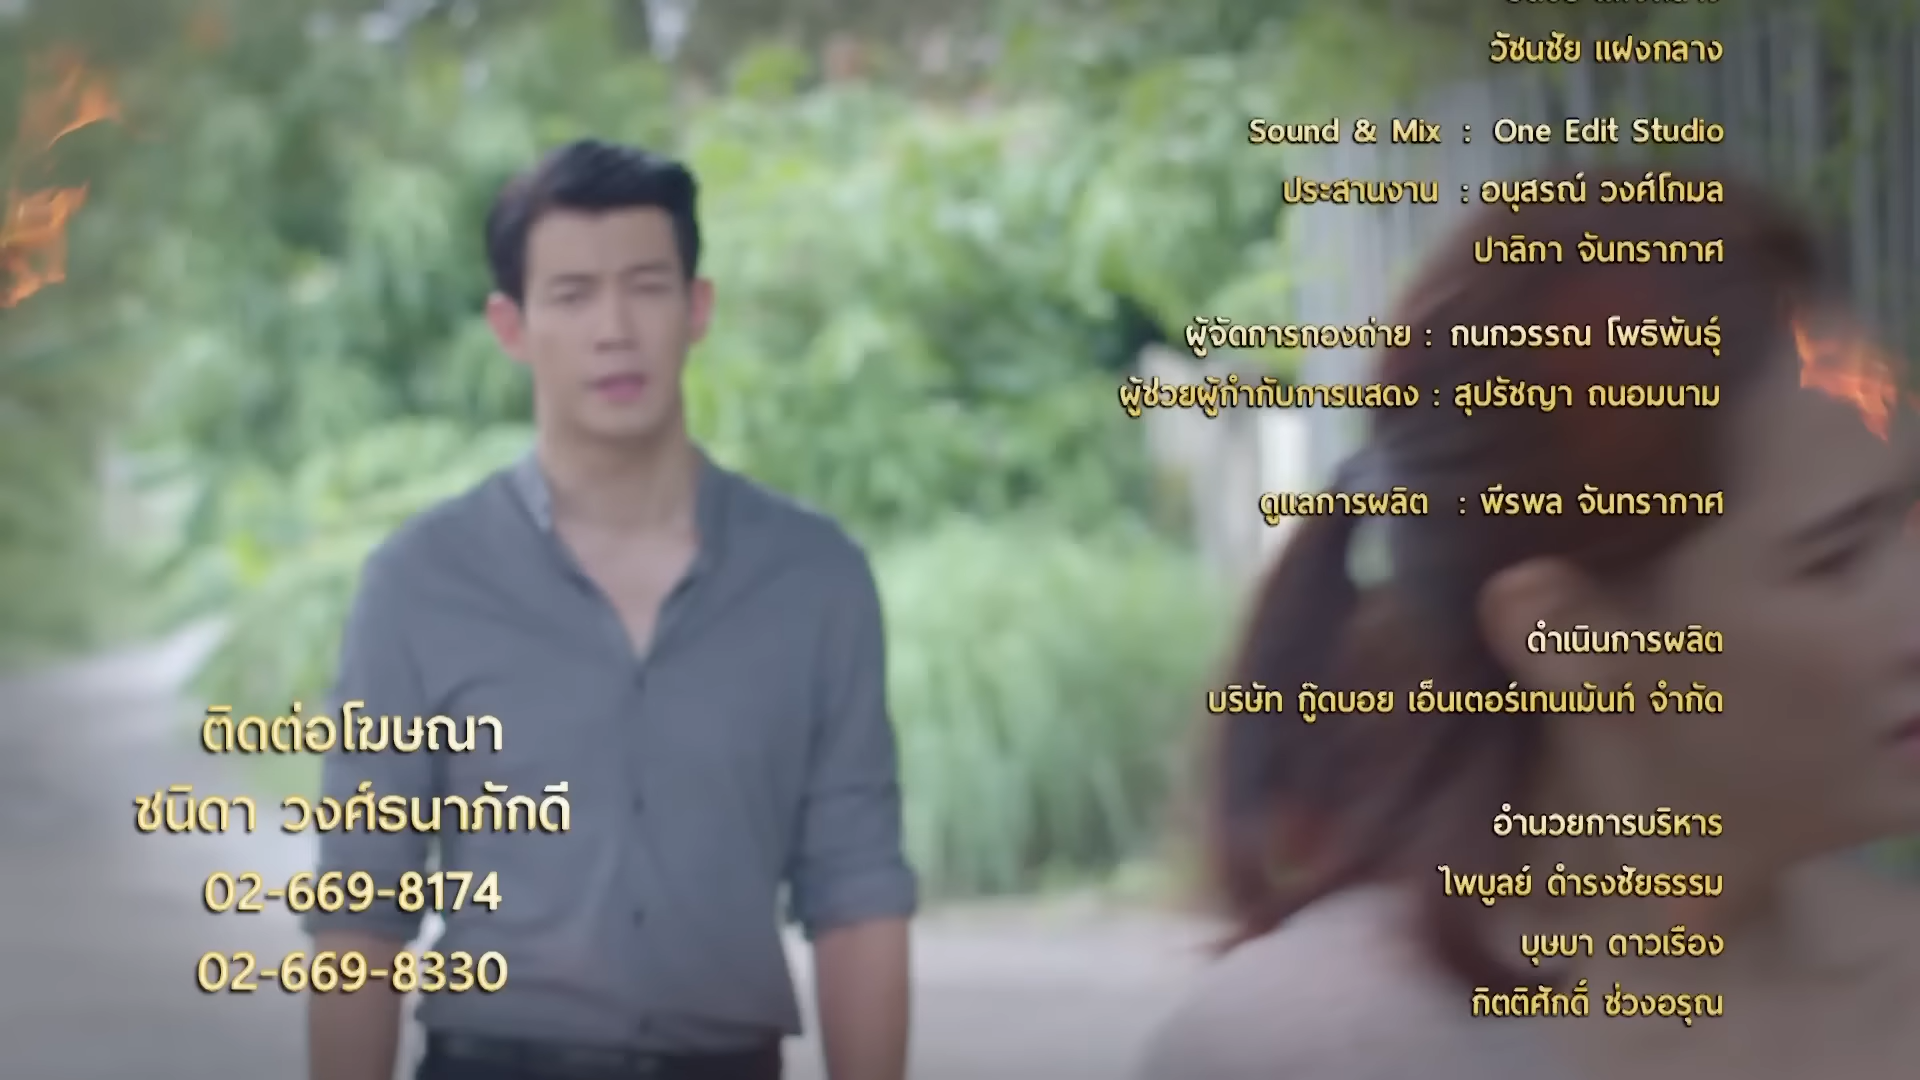 วัชนชัย แฝงกลาง
Sound & Mix : One Edit Studio
ประสานงาน : อนุสรณ์ วงศ์โกมล
ปาลิกา จันทรากาศ
ผู้จัดการกองถ่าย : กนกวรรณ โพธิพันธุ์
ผู้ช่วยผู้กำกับการแสดง : สุปรัชญา ถนอมนาม
ดูแลการผลิต : พีรพล จันทรากาศ
ดำเนินการผลิต
บริษัท กู๊ดบอย เอ็นเตอร์เทนเม้นท์ จำกัด
อำนวยการบริหาร
ไพบูลย์ ดำรงชัยธรรม
บุษบา ดาวเรือง
กิตติศักดิ์ ช่วงอรุณ
ติดต่อโฆษณา
ชนิดา วงศ์ธนาภักดี
02-669-8174
02-669-8330